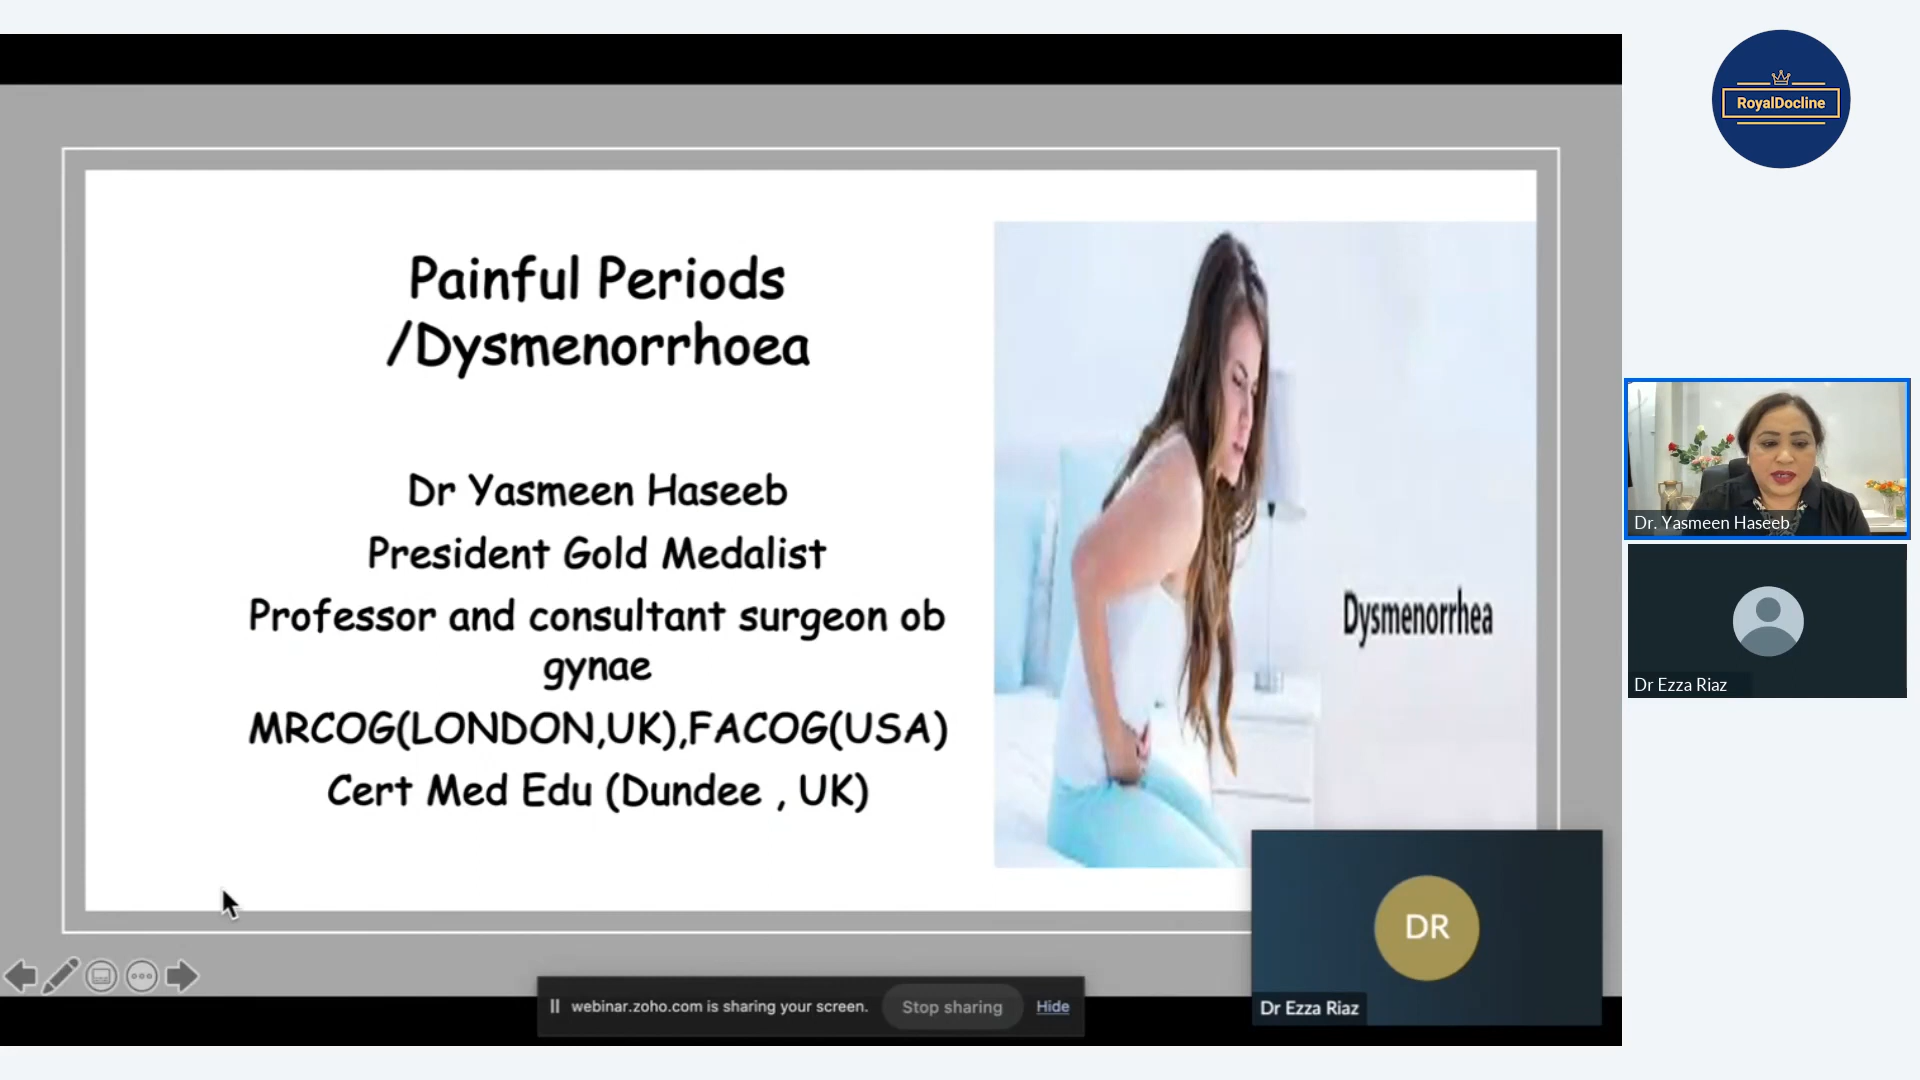 RoyalDocline
Painful Periods
/Dysmenorrhoea
Dr Yasmeen Haseeb
President Gold Medalist
Professor and consultant surgeon ob
gynae
MRCOG(LONDON,UK),FACOG(USA)
Cert Med Edu (Dundee , UK)
Dysmenorrhea
Dr. Yasmeen Haseeb
Dr Ezza Riaz
DR
Dr Ezza Riaz
webinar.zoho.com is sharing your screen.
Stop sharing
Hide